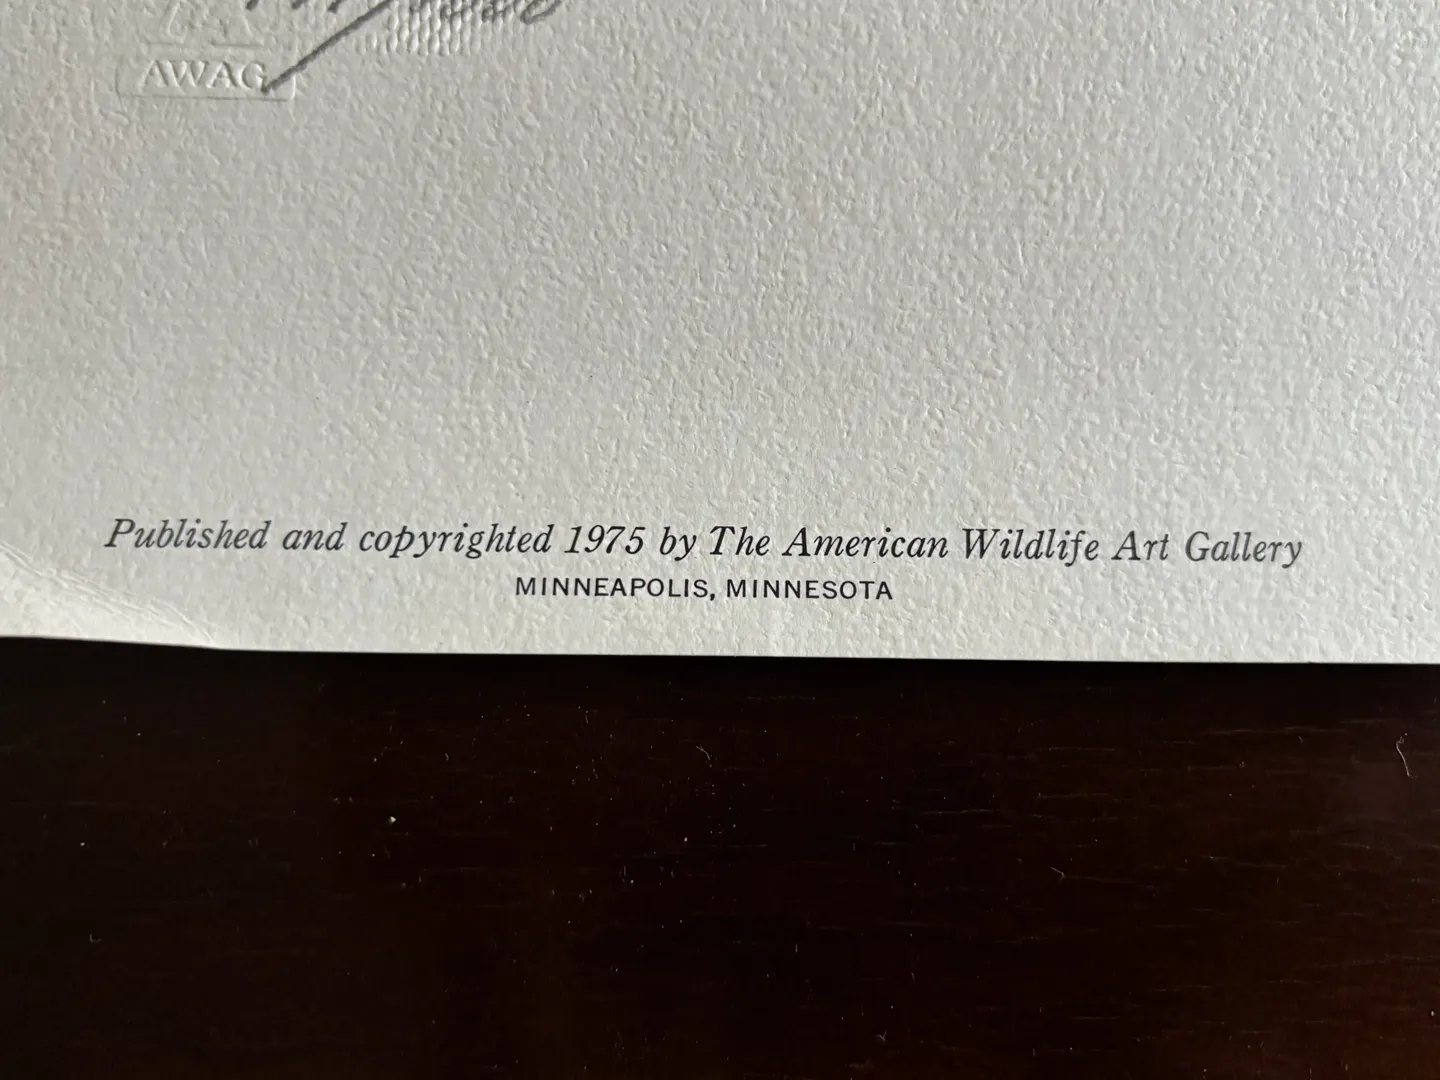 AWAG
Published and copyrighted 1975 by The American Wildlife Art Gallery
MINNEAPOLIS, MINNESOTA